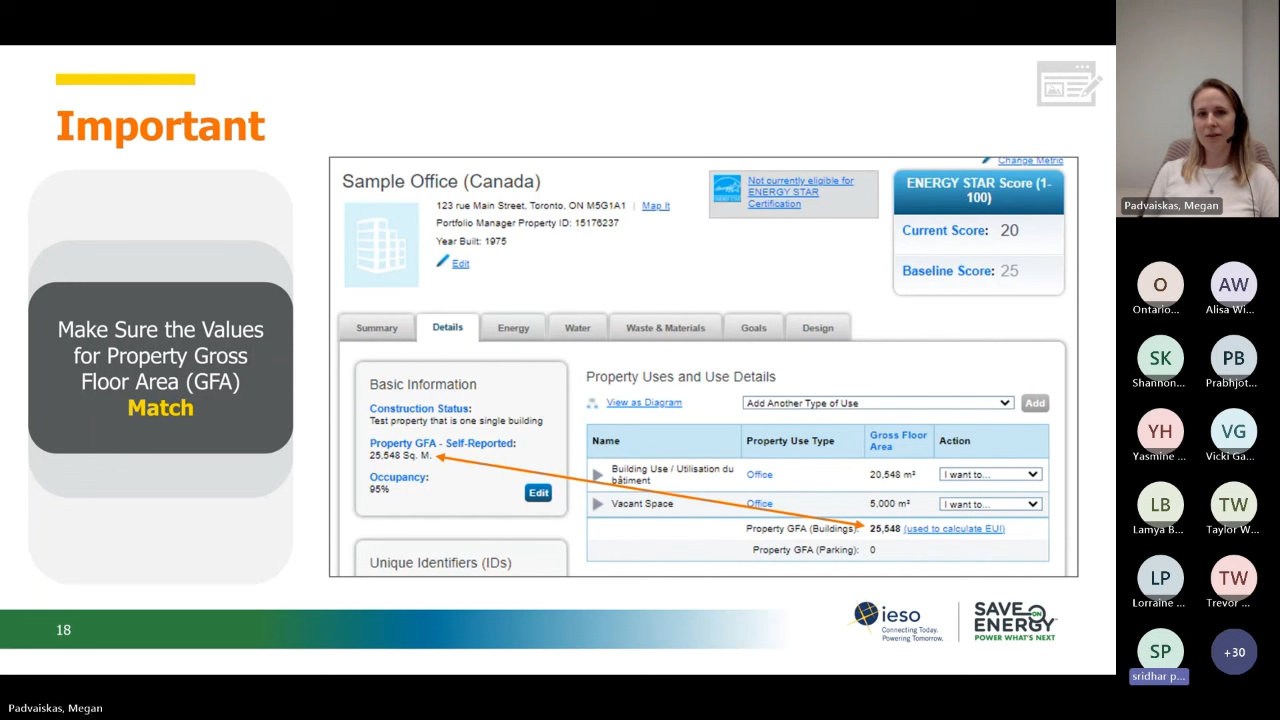 Important
Make Sure the Values
for Property Gross
Floor Area (GFA)
Match
Change Metric
Sample Office (Canada)
123 rue Main Street, Toronto, ON M5G1A1 | Map It
Portfolio Manager Property ID: 15176237
Year Built: 1975
Edit
Not currently eligible for
ENERGY STAR
Certification
ENERGY STAR Score (1-
100)
Current Score: 20
Baseline Score: 25
Summary
Details
Energy
Water
Waste & Materials
Goals
Design
Basic Information
Construction Status:
Test property that is one single building
Property GFA - Self-Reported:
25,548 Sq. M.
Occupancy:
95%
Edit
Unique Identifiers (IDs)
Property Uses and Use Details
View as Diagram
Add Another Type of Use
Add
Name
Property Use Type
Gross Floor
Area
Action
Building Use / Utilisation du
bâtiment
Office
20,548 m²
I want to...
Vacant Space
Office
5,000 m²
I want to...
Property GFA (Buildings): 25,548 (used to calculate EUI)
Property GFA (Parking): 0
18
ieso
Connecting Today.
Powering Tomorrow.
SAVE ON
ENERGY
POWER WHAT'S NEXT
Padvaiskas, Megan
O
Ontario...
AW
Alisa Wi...
SK
Shannon...
PB
Prabhjot...
YH
Yasmine ...
VG
Vicki Ga...
LB
Lamya B...
TW
Taylor W...
LP
Lorraine ...
TW
Trevor ...
SP
sridhar p...
+30
Padvaiskas, Megan